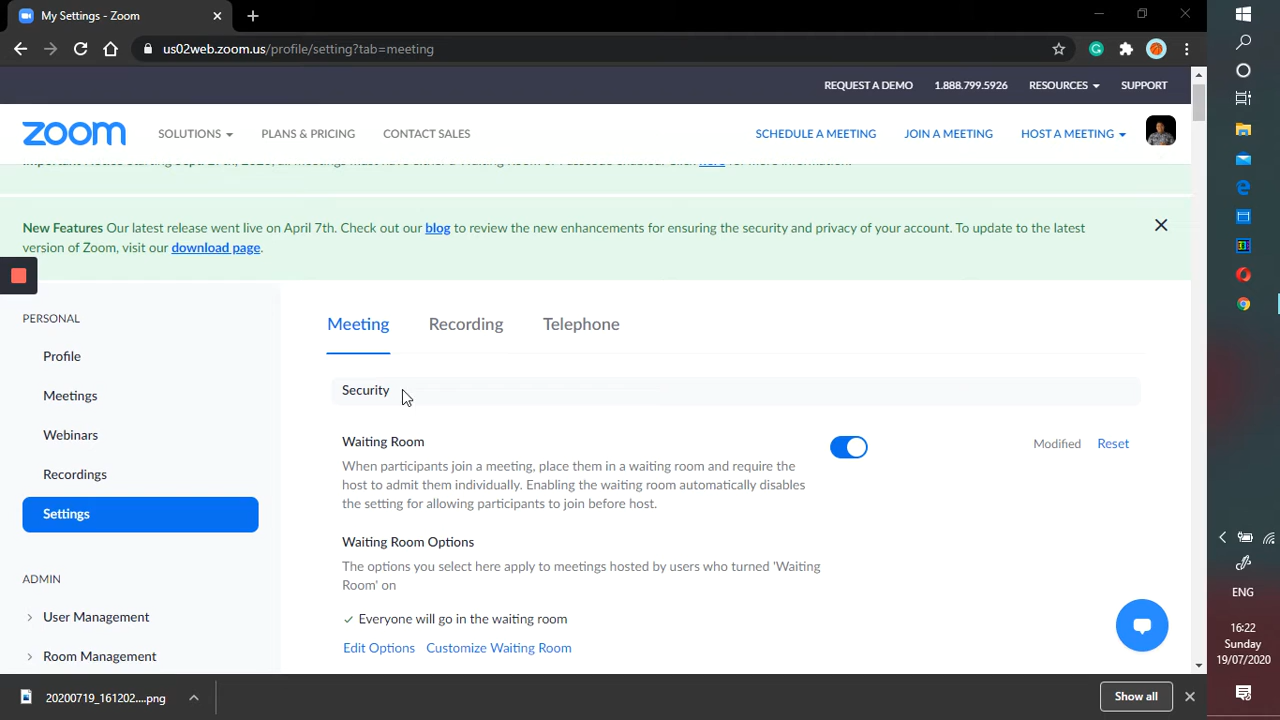 My Settings - Zoom
us02web.zoom.us/profile/setting?tab=meeting
REQUEST A DEMO 1.888.799.5926 RESOURCES SUPPORT
zoom SOLUTIONS PLANS & PRICING CONTACT SALES SCHEDULE A MEETING JOIN A MEETING HOST A MEETING
New Features Our latest release went live on April 7th. Check out our blog to review the new enhancements for ensuring the security and privacy of your account. To update to the latest
version of Zoom, visit our download page.
PERSONAL
Profile
Meetings
Webinars
Recordings
Settings
ADMIN
User Management
Room Management
Meeting Recording Telephone
Security
Waiting Room
Modified Reset
When participants join a meeting, place them in a waiting room and require the
host to admit them individually. Enabling the waiting room automatically disables
the setting for allowing participants to join before host.
Waiting Room Options
The options you select here apply to meetings hosted by users who turned 'Waiting
Room' on
Everyone will go in the waiting room
Edit Options Customize Waiting Room
20200719_161202....png
Show all
ENG
16:22
Sunday
19/07/2020